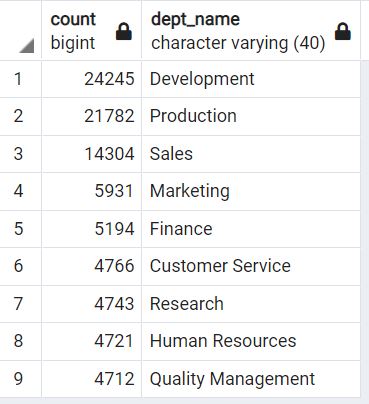 count dept_name
bigint character varying (40)
1 24245 Development
2 21782 Production
3 14304 Sales
4 5931 Marketing
5 5194 Finance
6 4766 Customer Service
7 4743 Research
8 4721 Human Resources
9 4712 Quality Management